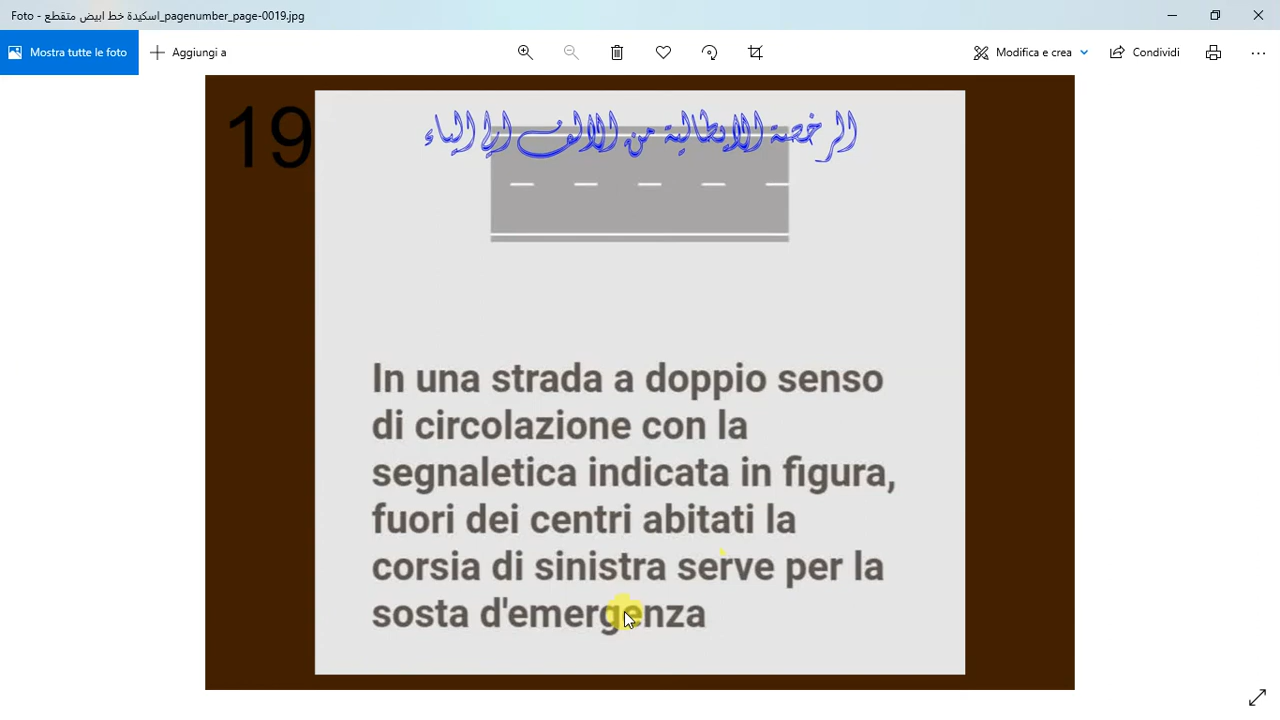 Foto - اسكيدة خط ابيض متقطع_pagenumber_page-0019.jpg
Mostra tutte le foto
Aggiungi a
Modifica e crea
Condividi
19
الرخصة الايطالية من الالف الا الياء
In una strada a doppio senso
di circolazione con la
segnaletica indicata in figura,
fuori dei centri abitati la
corsia di sinistra serve per la
sosta d'emergenza